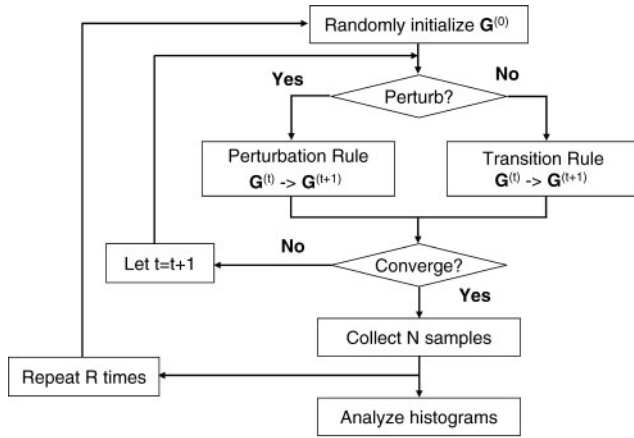 Randomly initialize G⁽⁰⁾
Yes
No
Perturb?
Perturbation Rule
G⁽ᵗ⁾ -> G⁽ᵗ⁺¹⁾
Transition Rule
G⁽ᵗ⁾ -> G⁽ᵗ⁺¹⁾
No
Let t=t+1
Converge?
Yes
Collect N samples
Repeat R times
Analyze histograms